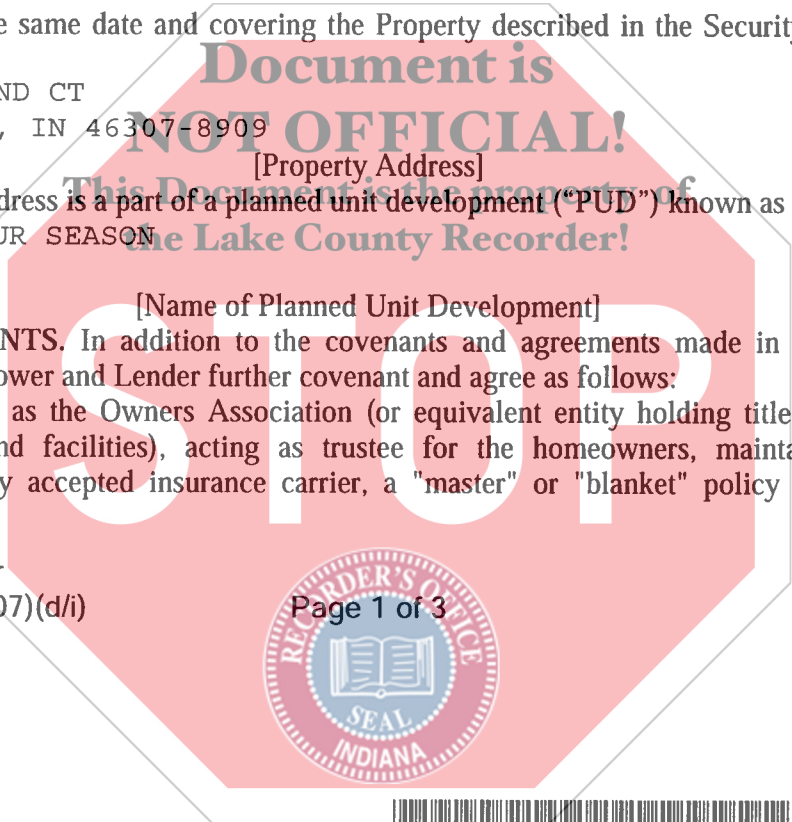 e same date and covering the Property described in the Security
Document is
ND CT
, IN 46307-8909
NOT OFFICIAL!
[Property Address]
dress is a part of a planned unit development ("PUD") known as
This Document is the property of
UR SEASON
the Lake County Recorder!
[Name of Planned Unit Development]
NTS. In addition to the covenants and agreements made in
ower and Lender further covenant and agree as follows:
as the Owners Association (or equivalent entity holding title
nd facilities), acting as trustee for the homeowners, mainta
y accepted insurance carrier, a "master" or "blanket" policy
STOP
07)(d/i)
Page 1 of 3
RECORDER'S OFFICE
SEAL
INDIANA